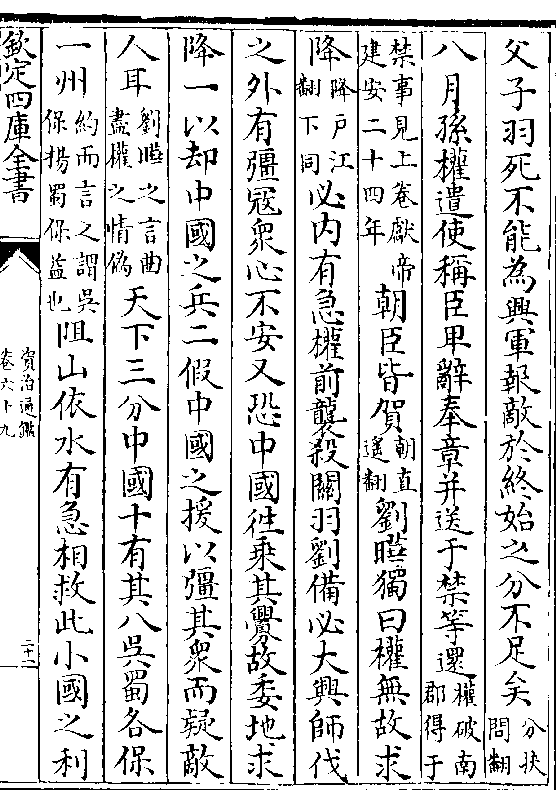 父子羽死不能為興軍報敵於終始之分不足矣分扶問翻
八月孫權遣使稱臣卑辭奉章并送于禁等還權破南郡得于
禁事見上卷獻帝建安二十四年朝臣皆賀朝直遙翻劉曄獨曰權無故求
降降戶江翻下同必内有急權前襲殺關羽劉備必大興師伐
之外有彊冦衆心不安又恐中國徃乗其釁故委地求
降一以却中國之兵二假中國之援以彊其衆而疑敵
人耳劉曄之言曲盡權之情偽天下三分中國十有其八吳蜀各保
一州約而言之謂吳保揚蜀保益也阻山依水有急相救此小國之利
欽定四庫全書
資治通鑑
卷六十九
二十一